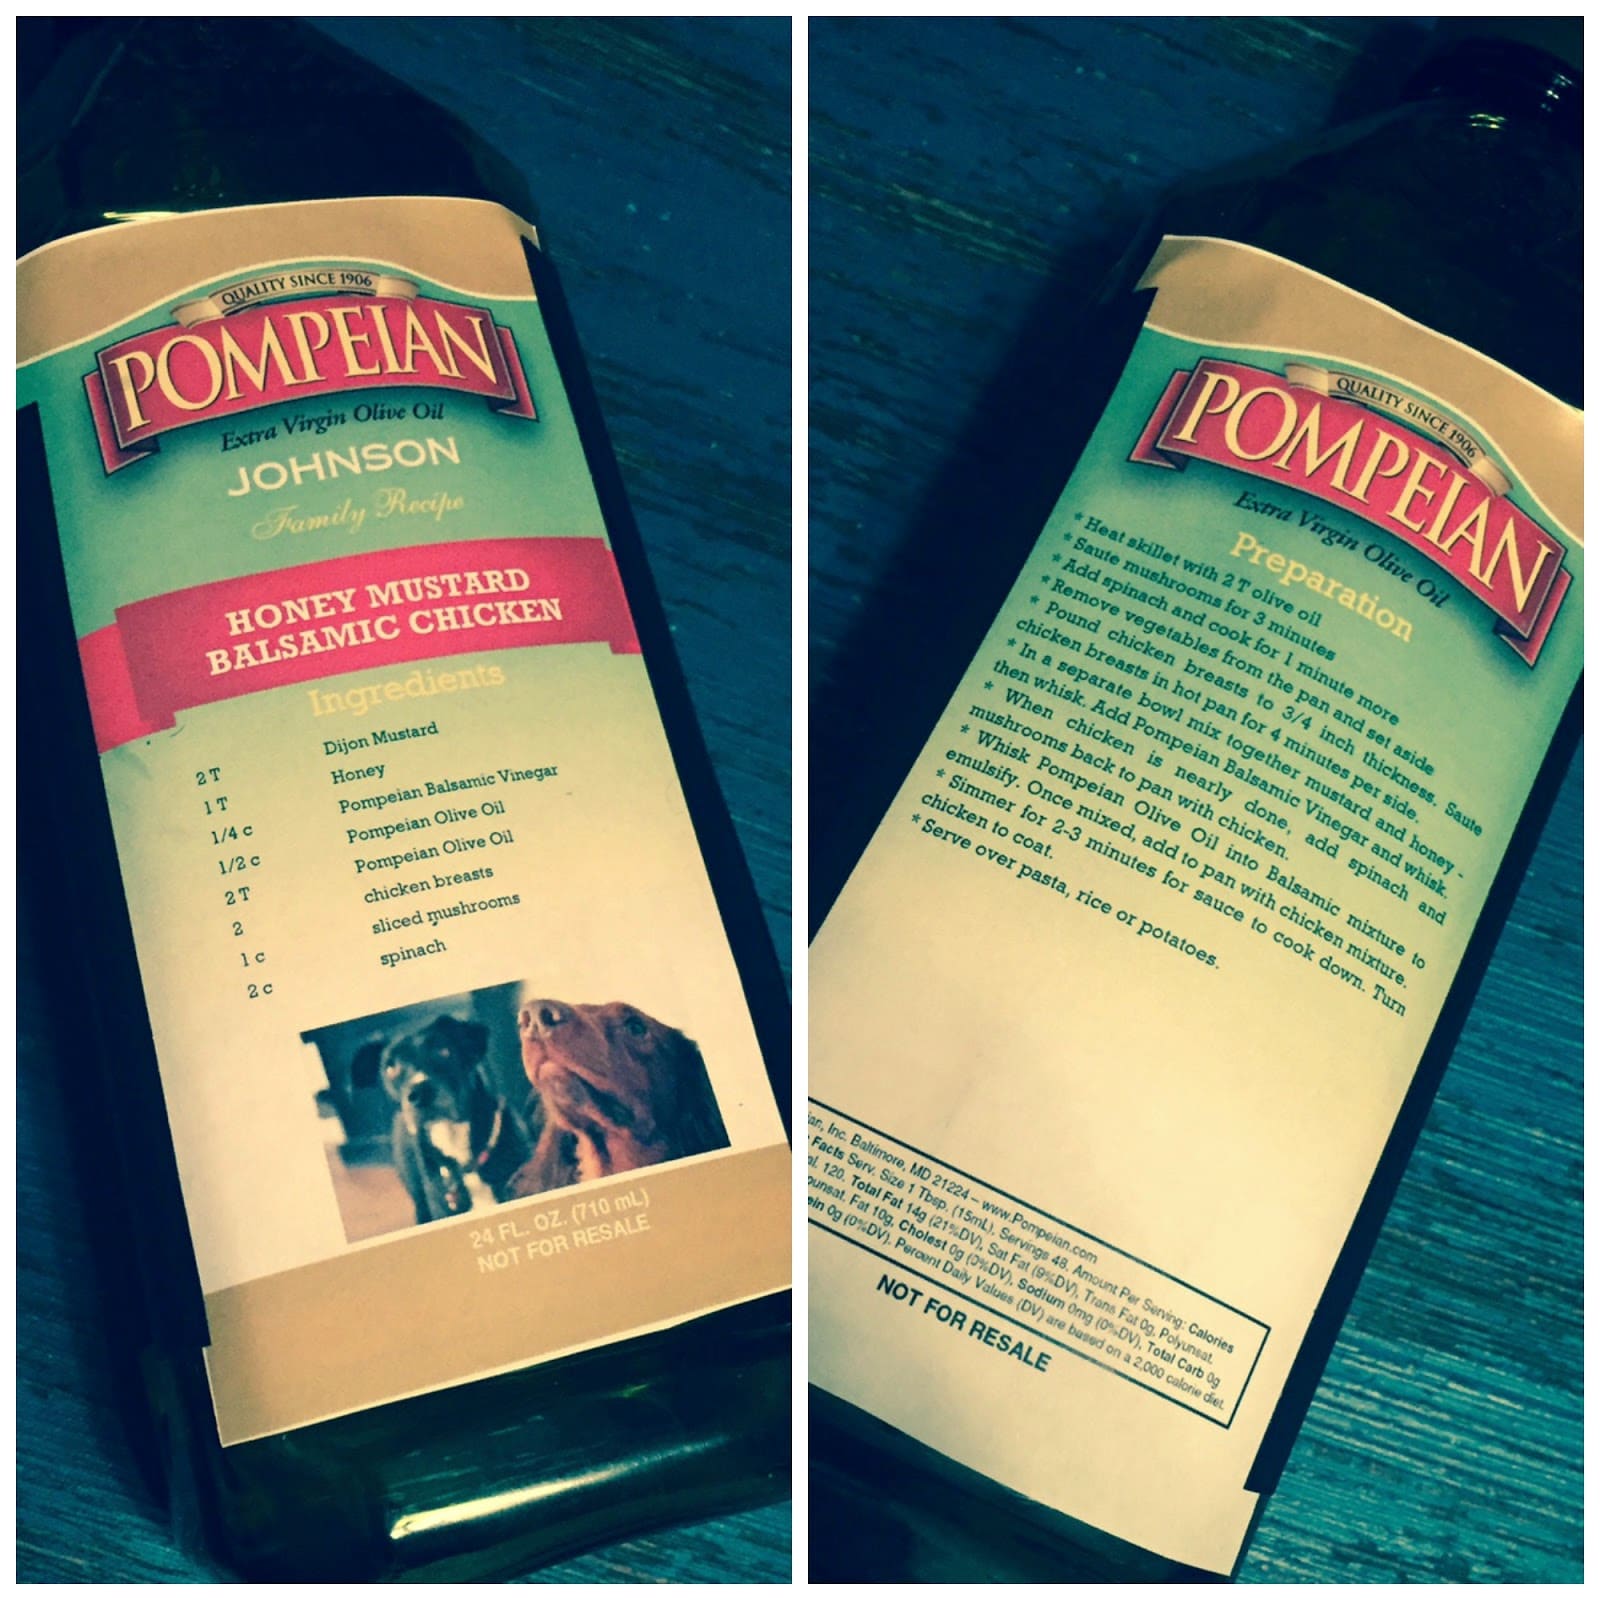 QUALITY SINCE 1906
POMPEIAN
Extra Virgin Olive Oil
JOHNSON
Family Recipe
HONEY MUSTARD
BALSAMIC CHICKEN
Ingredients
2 T Dijon Mustard
1 T Honey
1/4 c Pompeian Balsamic Vinegar
1/2 c Pompeian Olive Oil
2 T Pompeian Olive Oil
2 chicken breasts
1 c sliced mushrooms
2 c spinach
24 FL. OZ. (710 mL)
NOT FOR RESALE
QUALITY SINCE 1906
POMPEIAN
Extra Virgin Olive Oil
Preparation
* Heat skillet with 2 T olive oil
* Saute mushrooms for 3 minutes
* Add spinach and cook for 1 minute more
* Remove vegetables from the pan and set aside
* Pound chicken breasts to 3/4 inch thickness. Saute
chicken breasts in hot pan for 4 minutes per side.
* In a separate bowl mix together mustard and honey -
then whisk. Add Pompeian Balsamic Vinegar and whisk.
* When chicken is nearly done, add spinach and
mushrooms back to pan with chicken.
* Whisk Pompeian Olive Oil into Balsamic mixture to
emulsify. Once mixed, add to pan with chicken mixture.
* Simmer for 2-3 minutes for sauce to cook down. Turn
chicken to coat.
* Serve over pasta, rice or potatoes.
Inc. Baltimore, MD 21224 – www.Pompeian.com
Facts Serv. Size 1 Tbsp. (15mL), Servings 48. Amount Per Serving: Calories
120. Total Fat 14g (21%DV), Sat Fat (9%DV), Trans Fat 0g, Polyunsat.
Fat 10g, Cholest 0g (0%DV), Sodium 0mg (0%DV), Total Carb 0g
0g (0%DV). Percent Daily Values (DV) are based on a 2,000 calorie diet.
NOT FOR RESALE